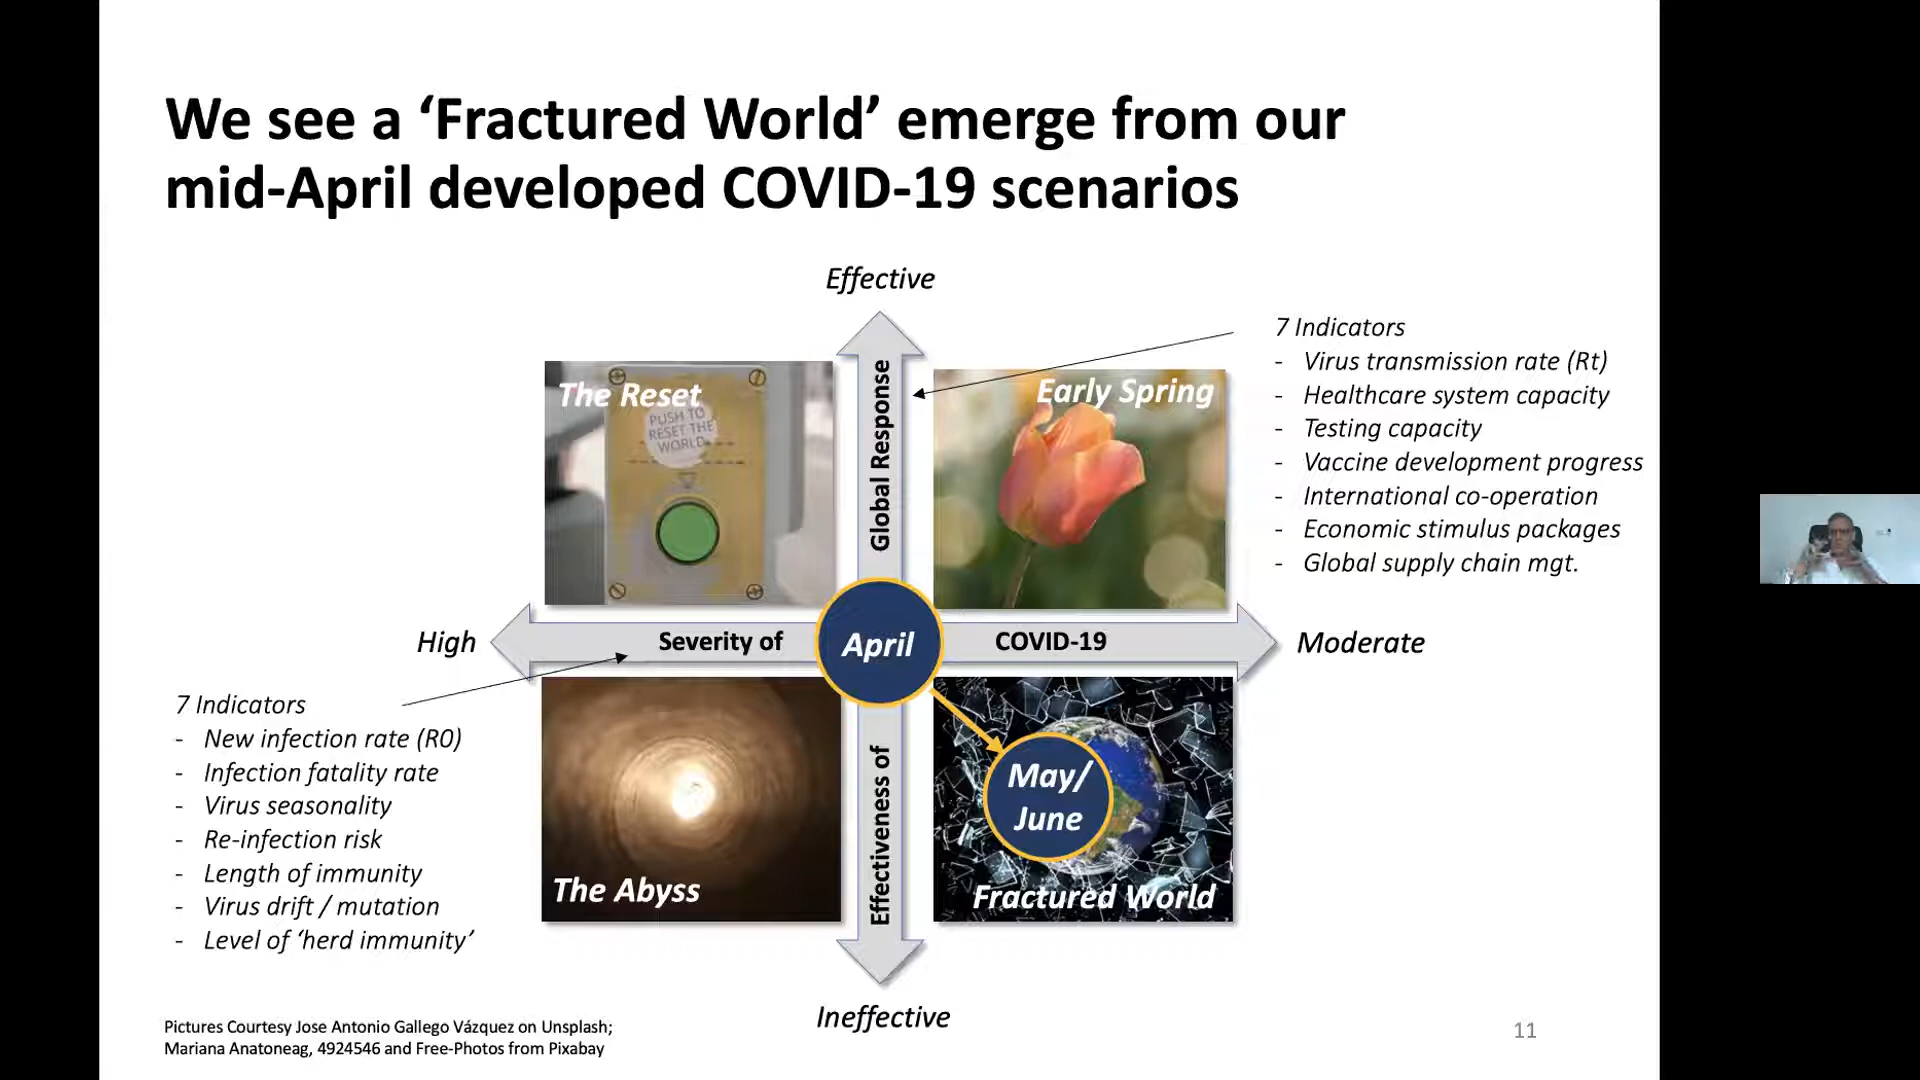 We see a ‘Fractured World’ emerge from our
mid-April developed COVID-19 scenarios
Effective
7 Indicators
- Virus transmission rate (Rt)
- Healthcare system capacity
- Testing capacity
- Vaccine development progress
- International co-operation
- Economic stimulus packages
- Global supply chain mgt.
The Reset
PUSH TO
RESET THE
WORLD
Early Spring
Effectiveness of Global Response
High
Severity of COVID-19
Moderate
April
7 Indicators
- New infection rate (R0)
- Infection fatality rate
- Virus seasonality
- Re-infection risk
- Length of immunity
- Virus drift / mutation
- Level of ‘herd immunity’
The Abyss
May/
June
Fractured World
Ineffective
Pictures Courtesy Jose Antonio Gallego Vázquez on Unsplash;
Mariana Anatoneag, 4924546 and Free-Photos from Pixabay
11